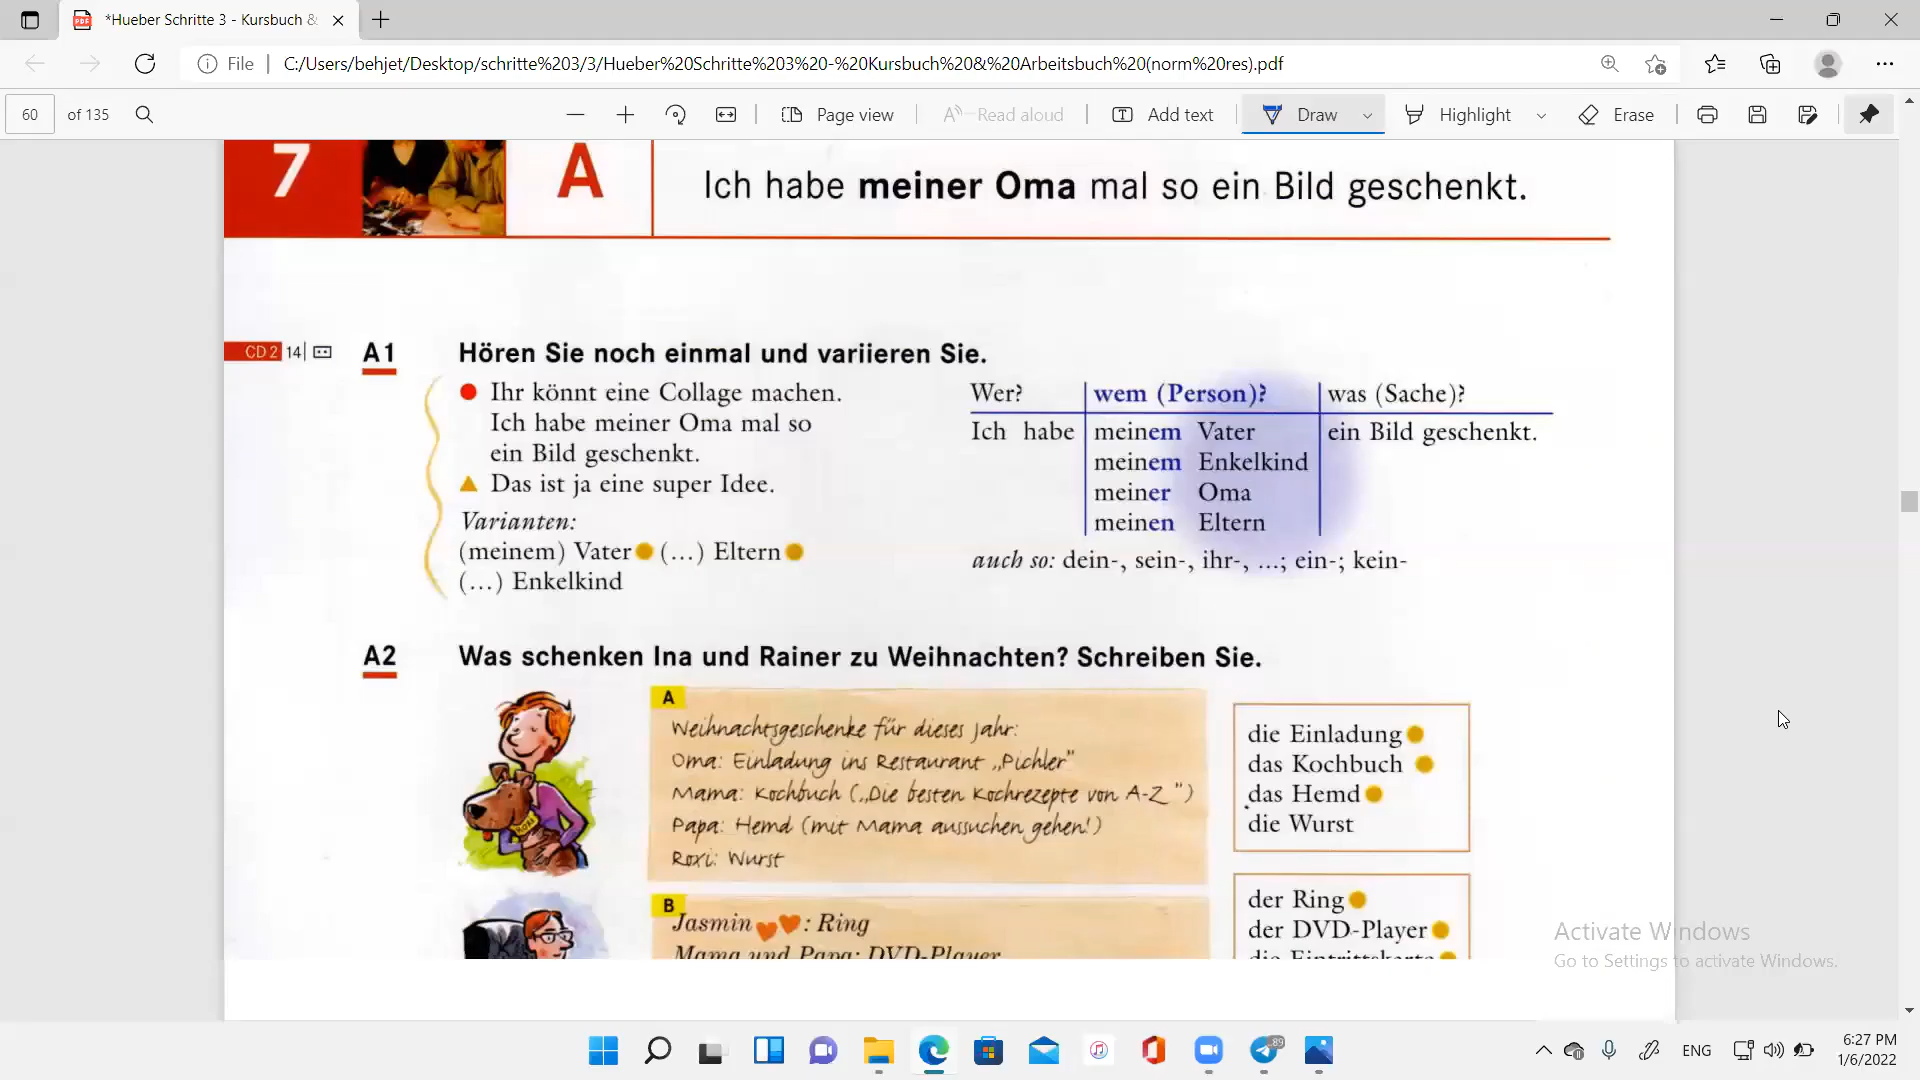 *Hueber Schritte 3 - Kursbuch &
File
C:/Users/behjet/Desktop/schritte%203/3/Hueber%20Schritte%203%20-%20Kursbuch%20&%20Arbeitsbuch%20(norm%20res).pdf
60 of 135
Page view
Read aloud
Add text
Draw
Highlight
Erase
7 A Ich habe meiner Oma mal so ein Bild geschenkt.
CD 2 14 A1 Hören Sie noch einmal und variieren Sie.
Ihr könnt eine Collage machen.
Ich habe meiner Oma mal so
ein Bild geschenkt.
Das ist ja eine super Idee.
Varianten:
(meinem) Vater (…) Eltern
(…) Enkelkind
Wer? wem (Person)? was (Sache)?
Ich habe meinem Vater ein Bild geschenkt.
meinem Enkelkind
meiner Oma
meinen Eltern
auch so: dein-, sein-, ihr-, …; ein-; kein-
A2 Was schenken Ina und Rainer zu Weihnachten? Schreiben Sie.
A
Weihnachtsgeschenke für dieses Jahr:
Oma: Einladung ins Restaurant „Pichler"
Mama: Kochbuch („Die besten Kochrezepte von A-Z")
Papa: Hemd (mit Mama aussuchen gehen!)
Roxi: Wurst
die Einladung
das Kochbuch
das Hemd
die Wurst
B
Jasmin : Ring
Mama und Papa: DVD-Player
der Ring
der DVD-Player
die Eintrittskarte
Activate Windows
Go to Settings to activate Windows.
89
ENG
6:27 PM
1/6/2022